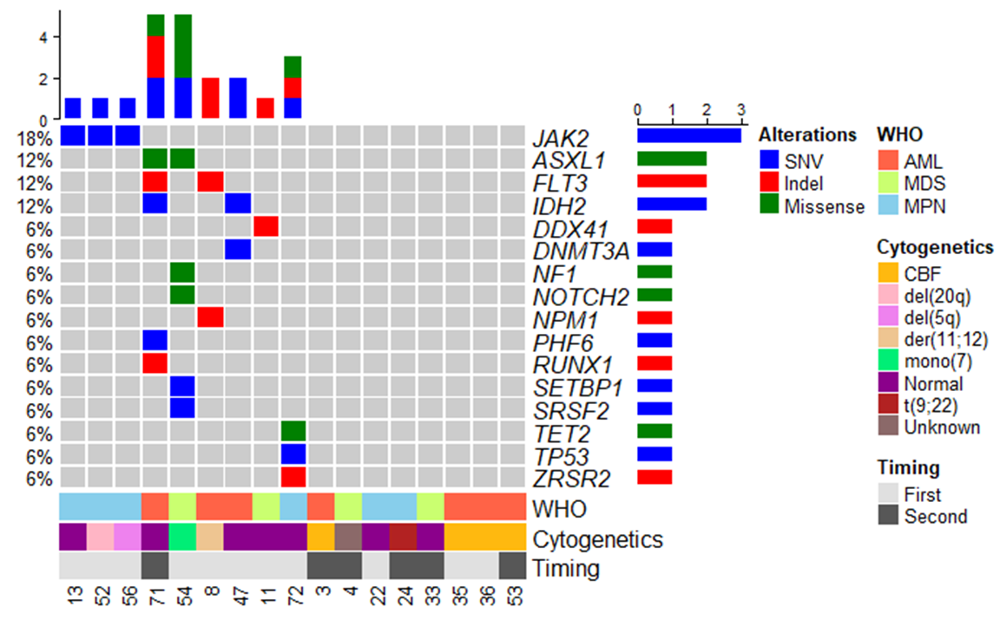 4
2
0
0 1 2 3
18% JAK2
12% ASXL1
12% FLT3
12% IDH2
6% DDX41
6% DNMT3A
6% NF1
6% NOTCH2
6% NPM1
6% PHF6
6% RUNX1
6% SETBP1
6% SRSF2
6% TET2
6% TP53
6% ZRSR2
WHO
Cytogenetics
Timing
13 52 56 71 54 8 47 11 72 3 4 22 24 33 35 36 53
Alterations
SNV
Indel
Missense
WHO
AML
MDS
MPN
Cytogenetics
CBF
del(20q)
del(5q)
der(11;12)
mono(7)
Normal
t(9;22)
Unknown
Timing
First
Second